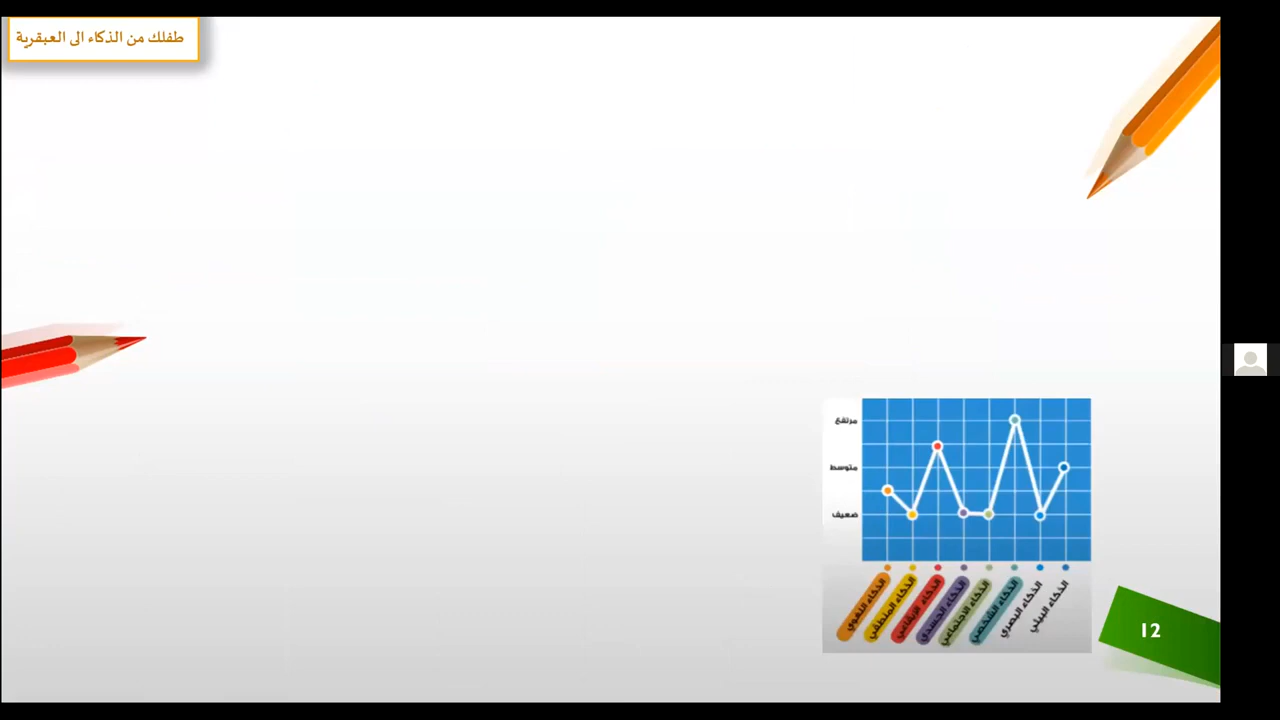 طفلك من الذكاء الى العبقرية
مرتفع
متوسط
ضعيف
الذكاء اللغوي
الذكاء المنطقي
الذكاء الإيقاعي
الذكاء الجسدي
الذكاء الاجتماعي
الذكاء الشخصي
الذكاء البصري
الذكاء البيئي
12